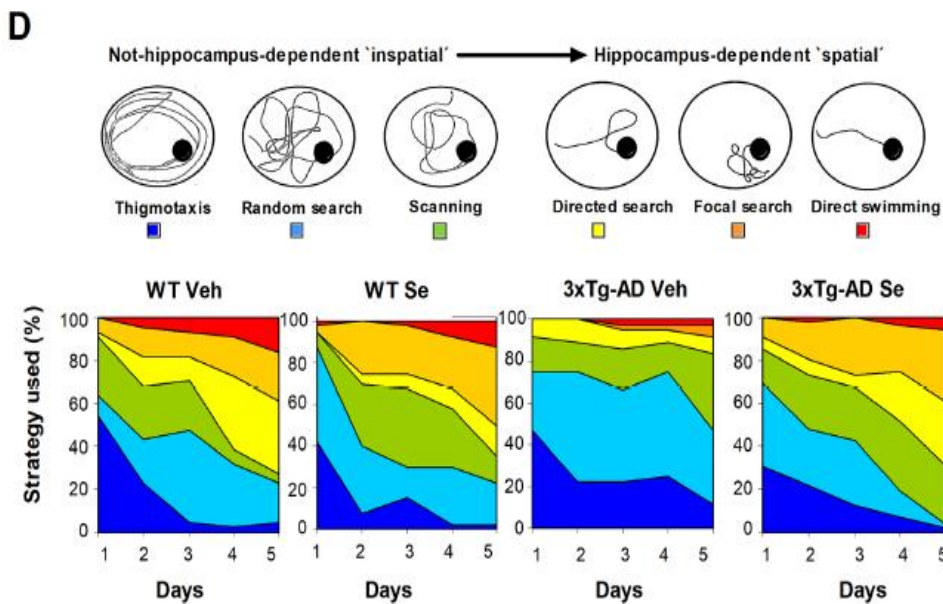 D
Not-hippocampus-dependent `inspatial´
Hippocampus-dependent `spatial´
Thigmotaxis
Random search
Scanning
Directed search
Focal search
Direct swimming
WT Veh
WT Se
3xTg-AD Veh
3xTg-AD Se
Strategy used (%)
100
80
60
40
20
0
1 2 3 4 5
Days
100
80
60
40
20
0
1 2 3 4 5
Days
100
80
60
40
20
0
1 2 3 4 5
Days
100
80
60
40
20
0
1 2 3 4 5
Days